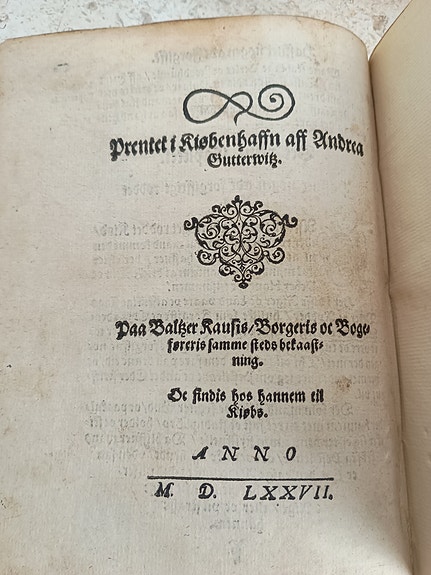 Prentet i Kiøbenhaffn aff Andrea
Gutterwitz.
Paa Baltzer Kausis/Borgeris oc Boge-
føreris samme steds bekaast-
ning.
Oc findis hos hannem til
Kiøbs.
ANNO
M. D. LXXVII.